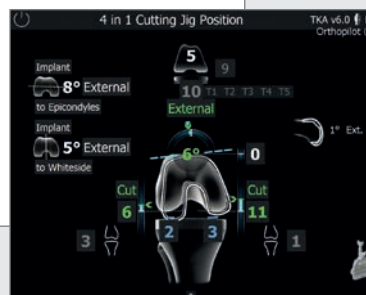 4 in 1 Cutting Jig Position
TKA v6.0
Orthopilot
5
9
Implant
8° External
to Epicondyles
10 T1 T2 T3 T4 T5
External
Implant
5° External
to Whiteside
6°
0
1° Ext.
Cut
6
Cut
11
3
2
3
1